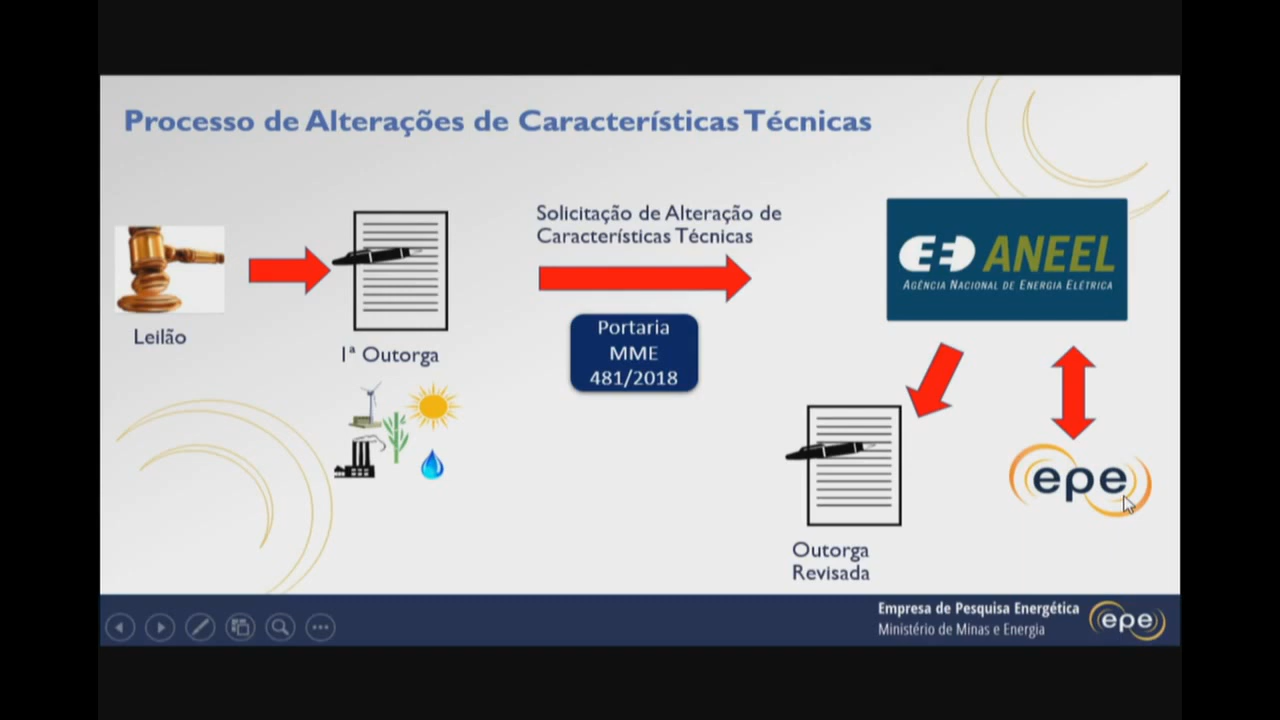 Processo de Alterações de Características Técnicas
Leilão
1ª Outorga
Solicitação de Alteração de
Características Técnicas
Portaria
MME
481/2018
ANEEL
AGÊNCIA NACIONAL DE ENERGIA ELÉTRICA
epe
Outorga
Revisada
Empresa de Pesquisa Energética
Ministério de Minas e Energia
epe